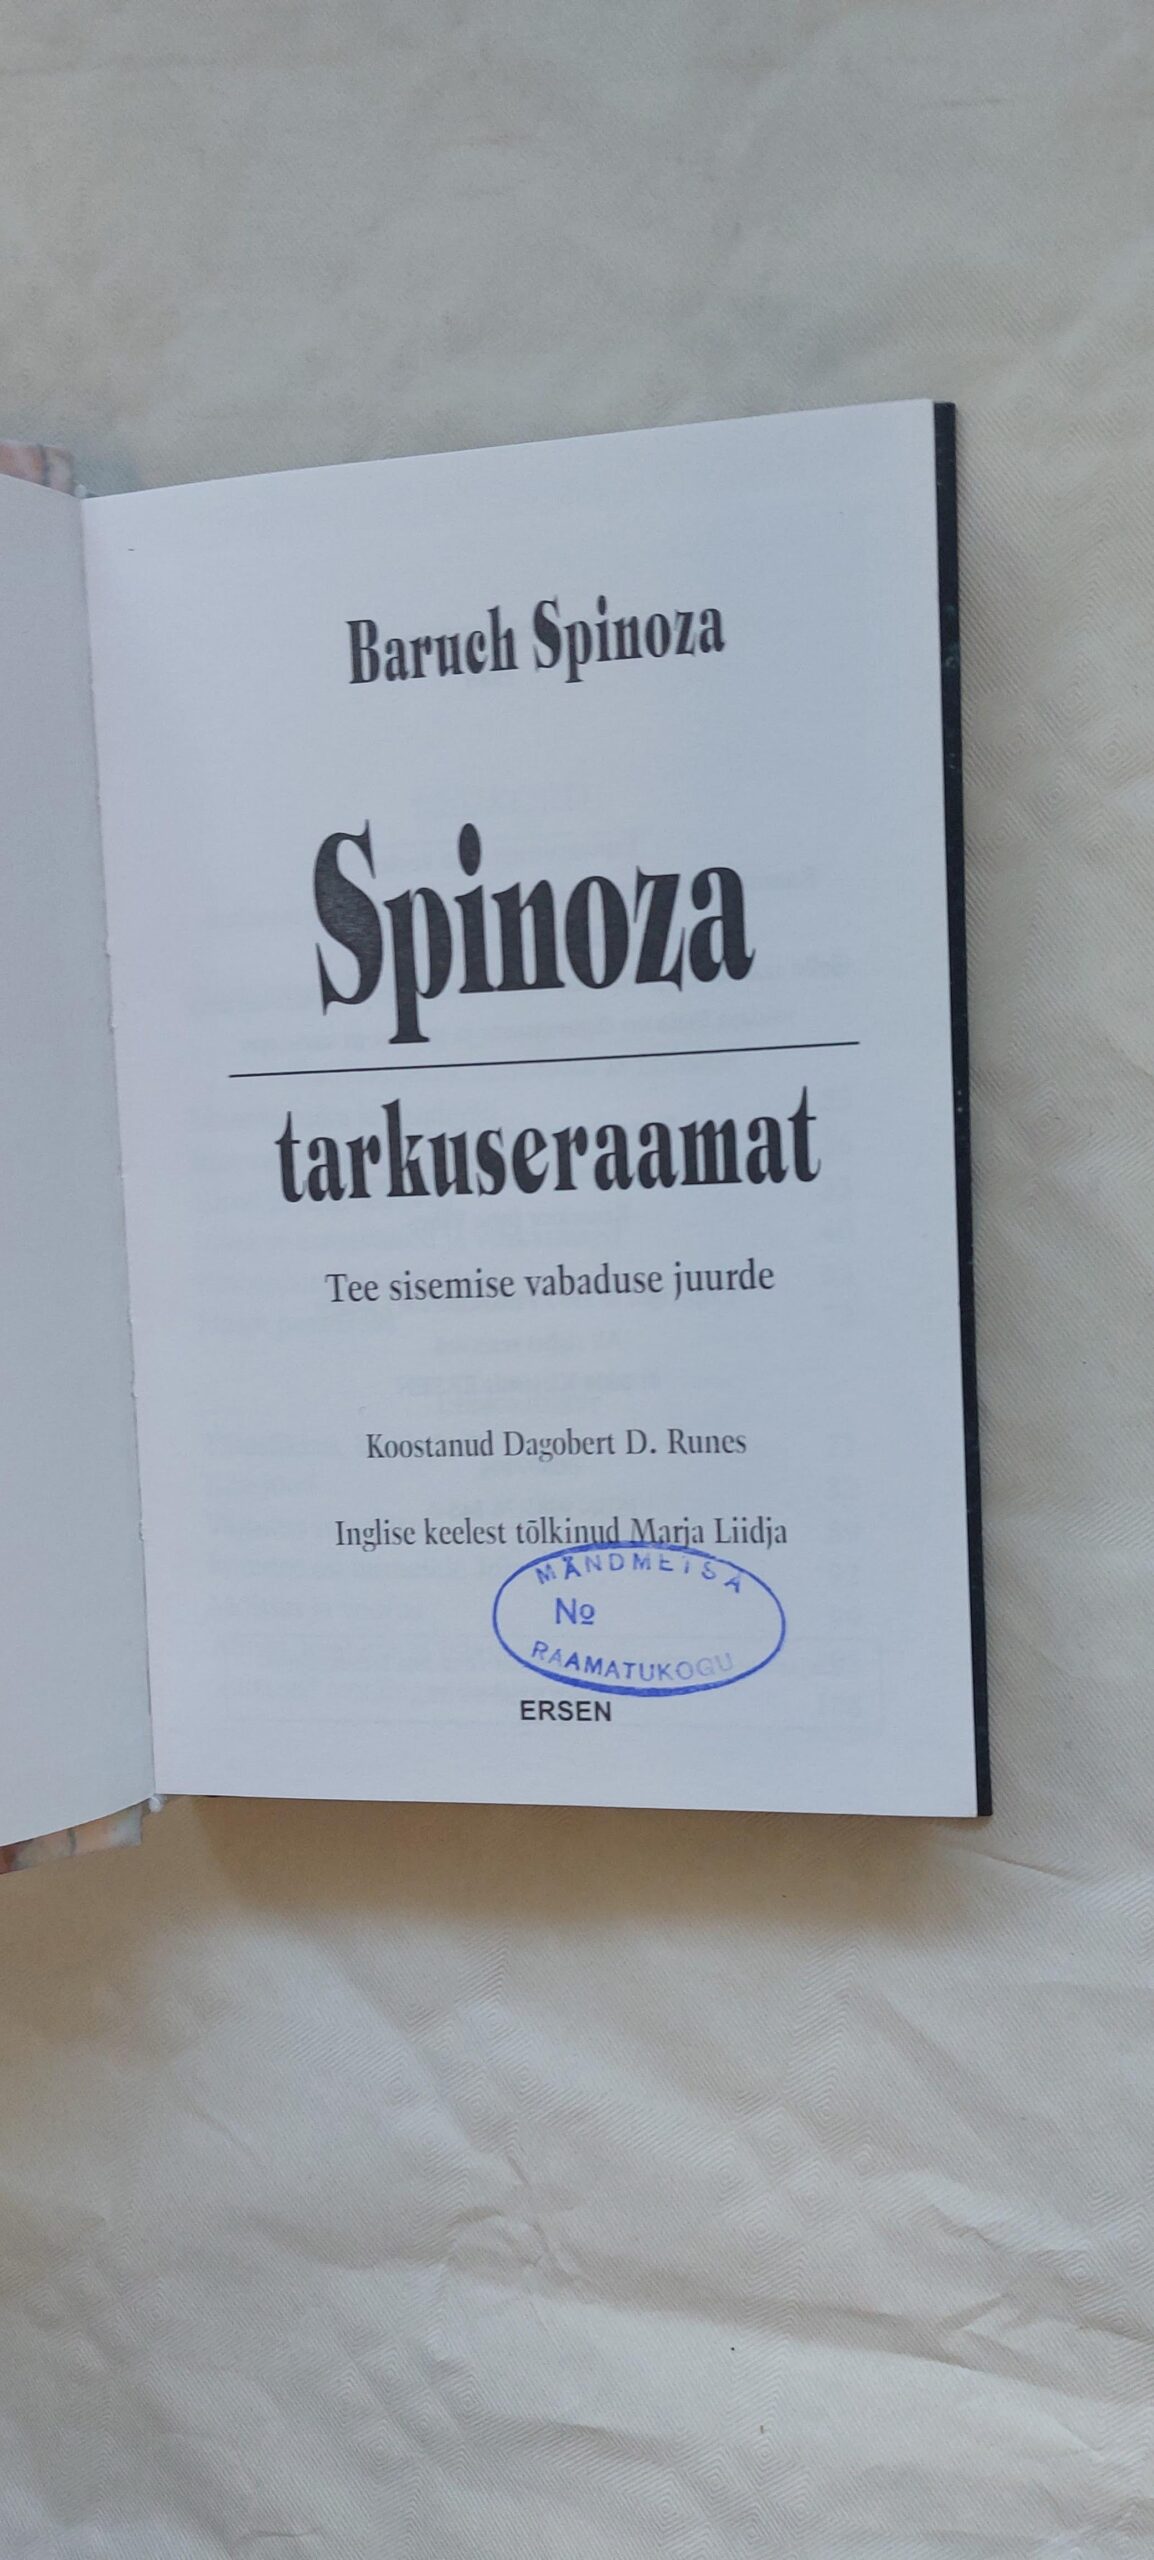 Baruch Spinoza
Spinoza
tarkuseraamat
Tee sisemise vabaduse juurde
Koostanud Dagobert D. Runes
Inglise keelest tõlkinud Marja Liidja
MÄNDMETSA
No
RAAMATUKOGU
ERSEN